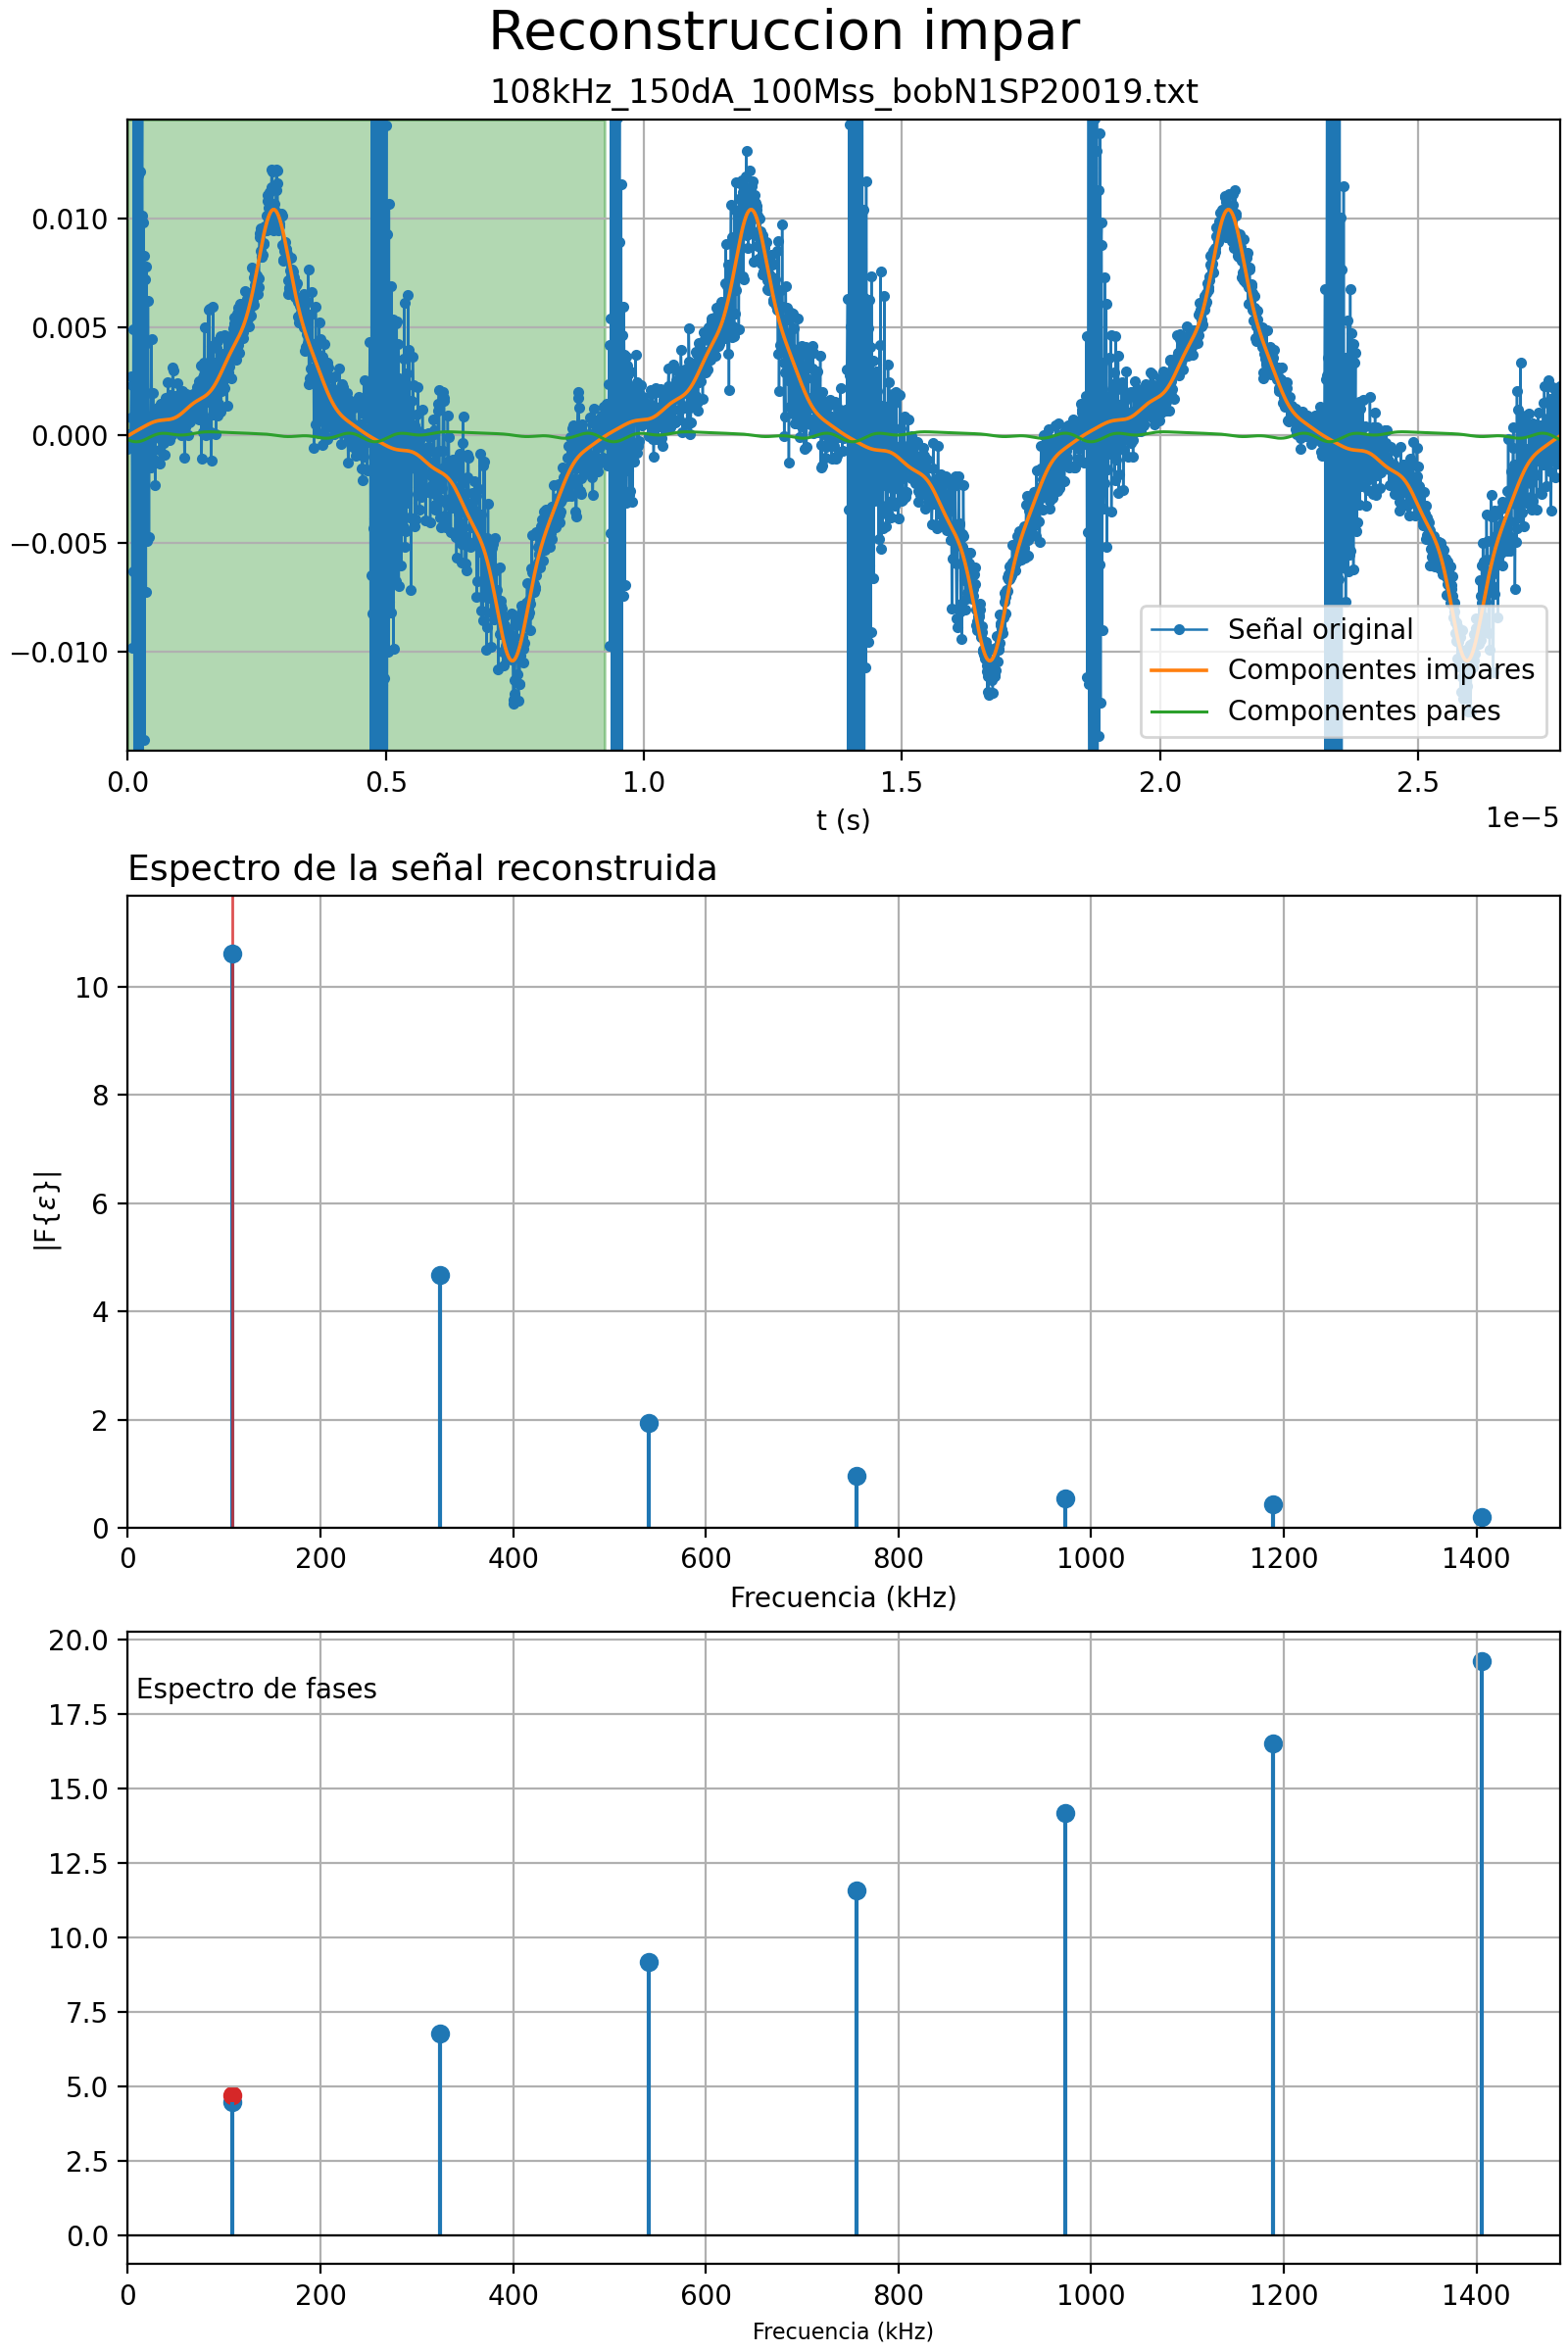 Reconstruccion impar
108kHz_150dA_100Mss_bobN1SP20019.txt
0.010
0.005
0.000
−0.005
−0.010
Señal original
Componentes impares
Componentes pares
0.0 0.5 1.0 1.5 2.0 2.5
1e−5
t (s)
Espectro de la señal reconstruida
10
8
6
4
2
0
|F{ε}|
0 200 400 600 800 1000 1200 1400
Frecuencia (kHz)
20.0
Espectro de fases
17.5
15.0
12.5
10.0
7.5
5.0
2.5
0.0
0 200 400 600 800 1000 1200 1400
Frecuencia (kHz)